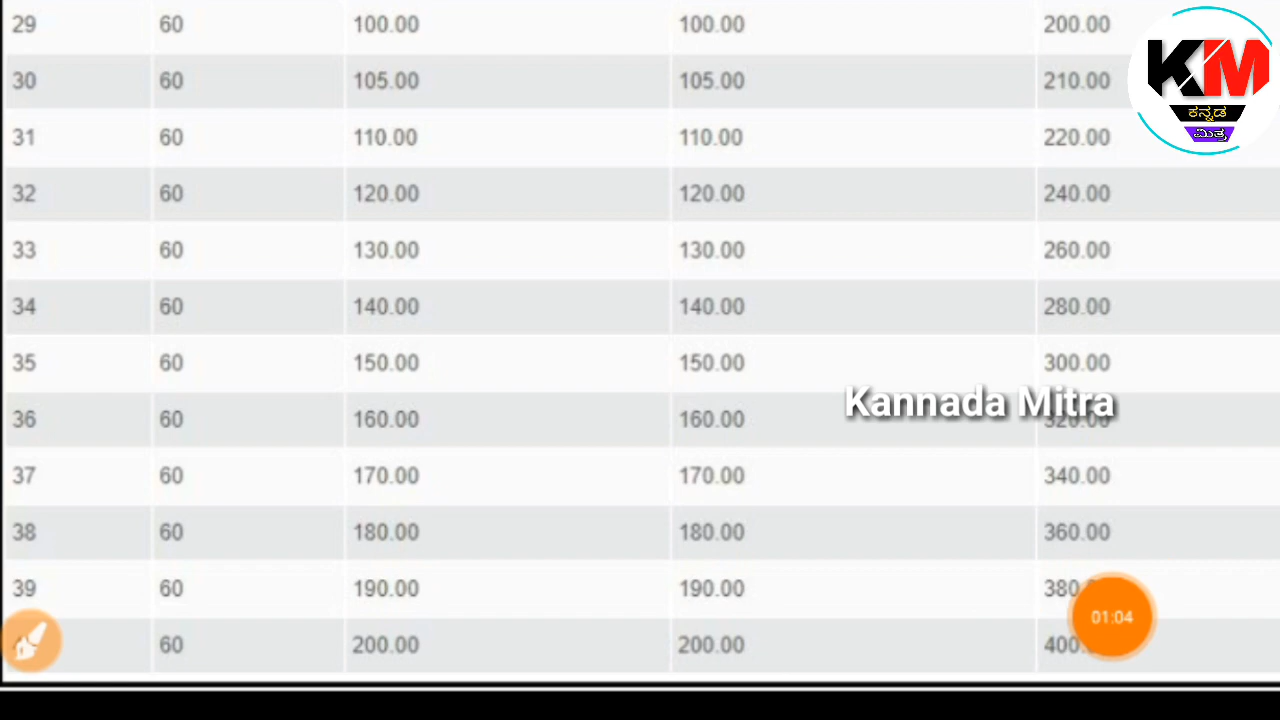 29 60 100.00 100.00 200.00
30 60 105.00 105.00 210.00
31 60 110.00 110.00 220.00
32 60 120.00 120.00 240.00
33 60 130.00 130.00 260.00
34 60 140.00 140.00 280.00
35 60 150.00 150.00 300.00
36 60 160.00 160.00 320.00
37 60 170.00 170.00 340.00
38 60 180.00 180.00 360.00
39 60 190.00 190.00 380
60 200.00 200.00 400.
KM
ಕನ್ನಡ
ಮಿತ್ರ
Kannada Mitra
01:04